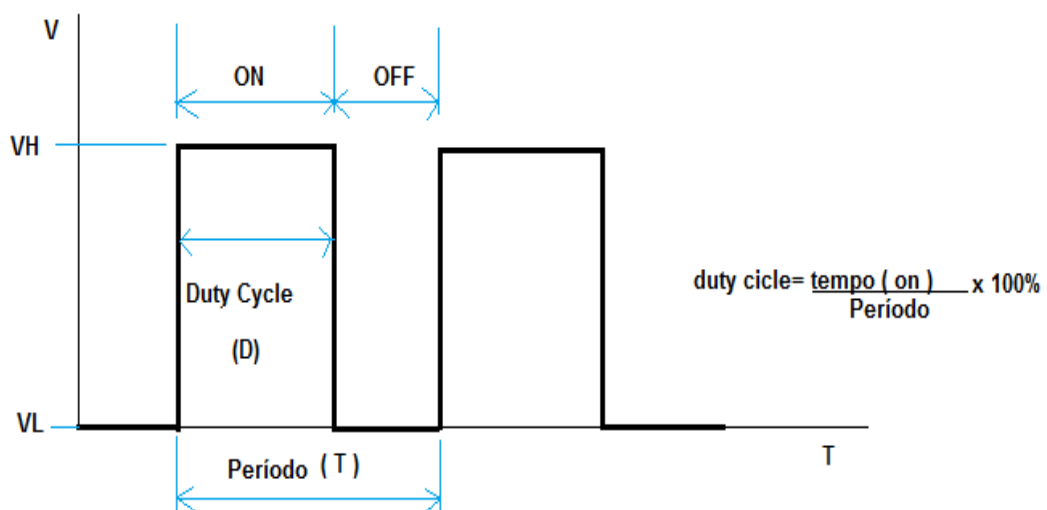 V
ON
OFF
VH
Duty Cycle
(D)
duty cicle= tempo ( on ) x 100%
Período
VL
T
Período ( T )